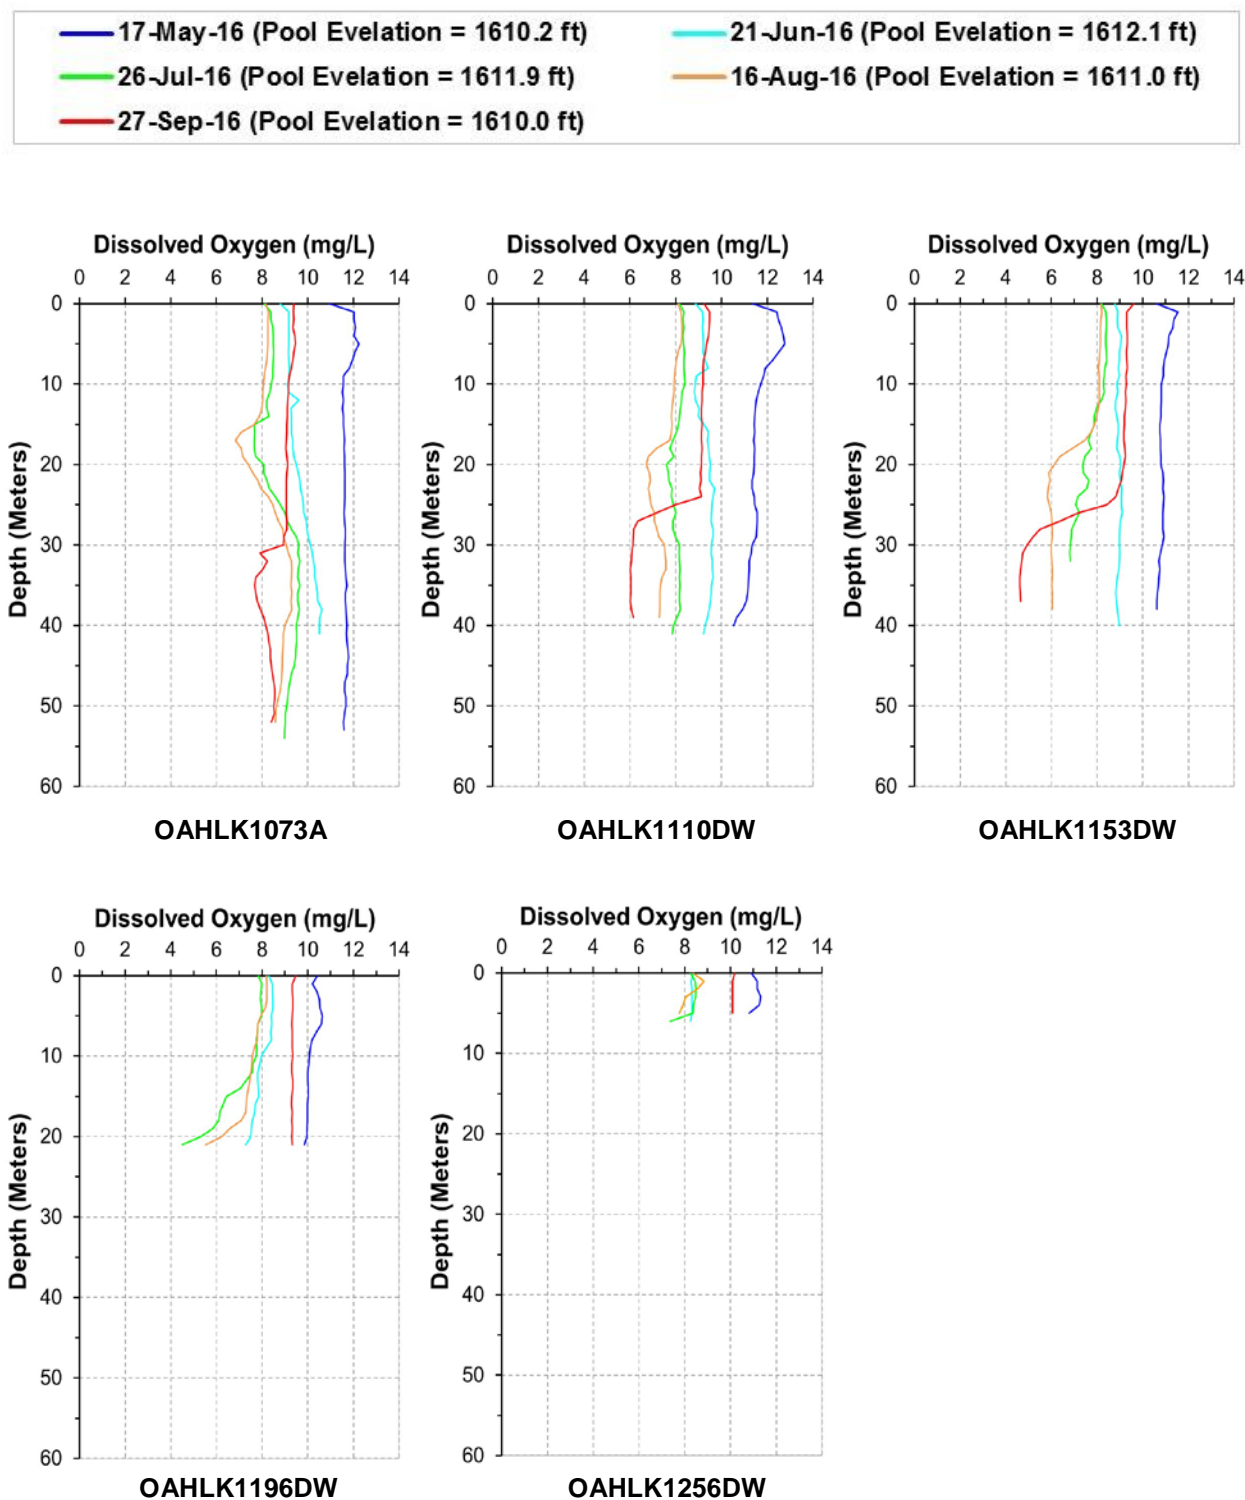 17-May-16 (Pool Evelation = 1610.2 ft) 21-Jun-16 (Pool Evelation = 1612.1 ft)
26-Jul-16 (Pool Evelation = 1611.9 ft) 16-Aug-16 (Pool Evelation = 1611.0 ft)
27-Sep-16 (Pool Evelation = 1610.0 ft)
Dissolved Oxygen (mg/L)
0 2 4 6 8 10 12 14
0
10
20
30
40
50
60
Depth (Meters)
OAHLK1073A
Dissolved Oxygen (mg/L)
0 2 4 6 8 10 12 14
0
10
20
30
40
50
60
Depth (Meters)
OAHLK1110DW
Dissolved Oxygen (mg/L)
0 2 4 6 8 10 12 14
0
10
20
30
40
50
60
Depth (Meters)
OAHLK1153DW
Dissolved Oxygen (mg/L)
0 2 4 6 8 10 12 14
0
10
20
30
40
50
60
Depth (Meters)
OAHLK1196DW
Dissolved Oxygen (mg/L)
0 2 4 6 8 10 12 14
0
10
20
30
40
50
60
Depth (Meters)
OAHLK1256DW